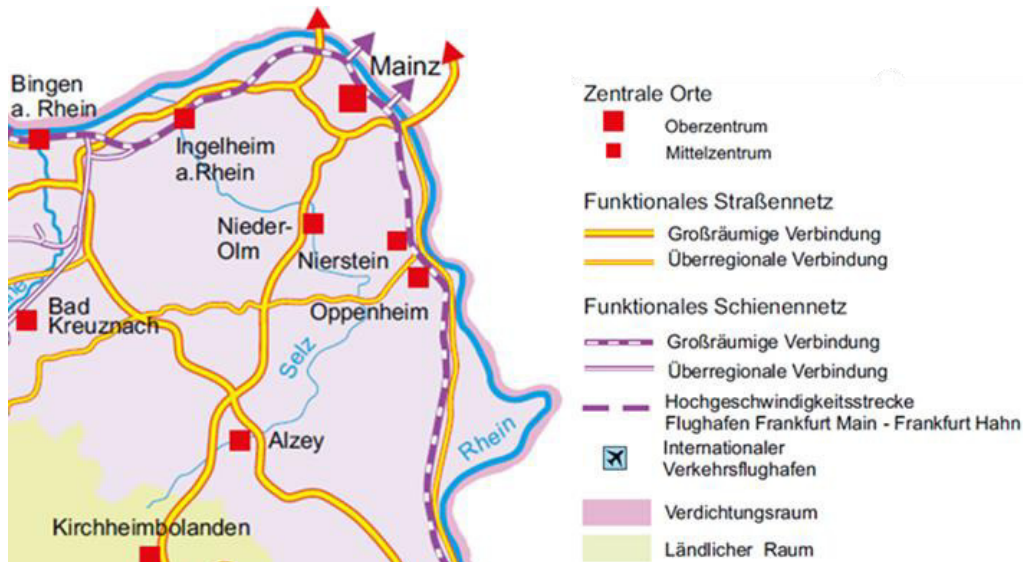 Mainz
Bingen
a. Rhein
Ingelheim
a.Rhein
Nieder-
Olm
Nierstein
Oppenheim
Bad
Kreuznach
Selz
Rhein
Alzey
Kirchheimbolanden
Zentrale Orte
Oberzentrum
Mittelzentrum
Funktionales Straßennetz
Großräumige Verbindung
Überregionale Verbindung
Funktionales Schienennetz
Großräumige Verbindung
Überregionale Verbindung
Hochgeschwindigkeitsstrecke
Flughafen Frankfurt Main - Frankfurt Hahn
Internationaler
Verkehrsflughafen
Verdichtungsraum
Ländlicher Raum